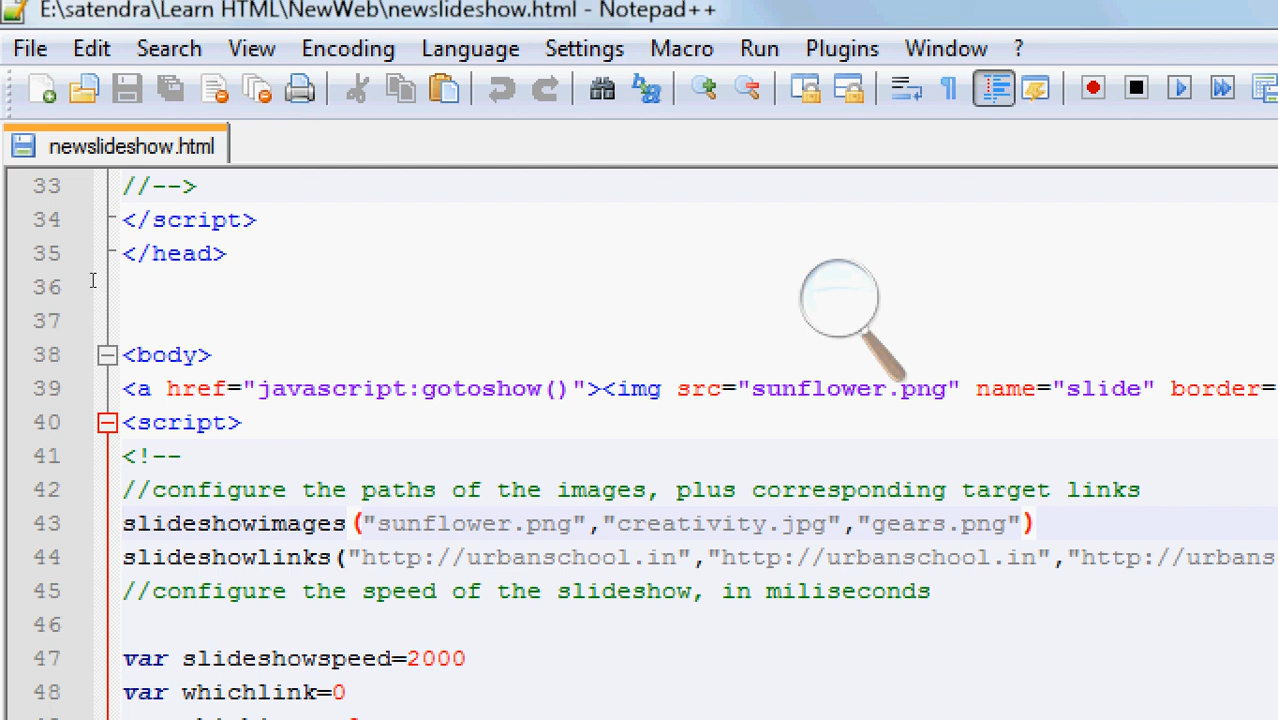 E:\satendra\Learn HTML\NewWeb\newslideshow.html - Notepad++
File Edit Search View Encoding Language Settings Macro Run Plugins Window ?
newslideshow.html
33 //-->
34 </script>
35 </head>
36
37
38 <body>
39 <a href="javascript:gotoshow()"><img src="sunflower.png" name="slide" border=
40 <script>
41 <!--
42 //configure the paths of the images, plus corresponding target links
43 slideshowimages("sunflower.png","creativity.jpg","gears.png")
44 slideshowlinks("http://urbanschool.in","http://urbanschool.in","http://urbans
45 //configure the speed of the slideshow, in miliseconds
46
47 var slideshowspeed=2000
48 var whichlink=0